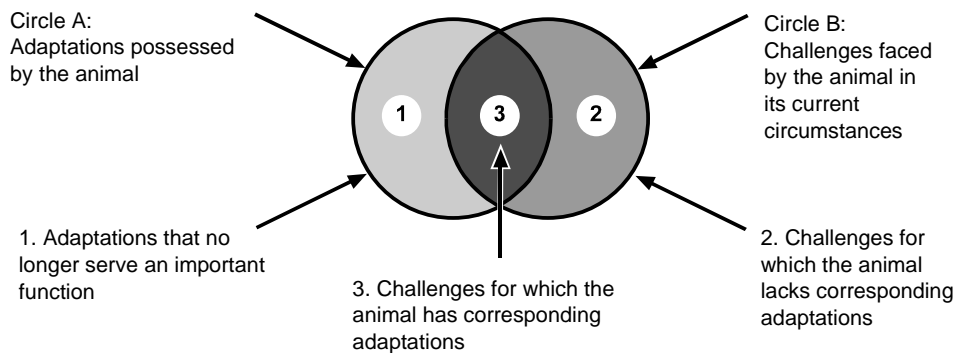 Circle A:
Adaptations possessed
by the animal
Circle B:
Challenges faced
by the animal in
its current
circumstances
1
3
2
1. Adaptations that no
longer serve an important
function
3. Challenges for which the
animal has corresponding
adaptations
2. Challenges for
which the animal
lacks corresponding
adaptations